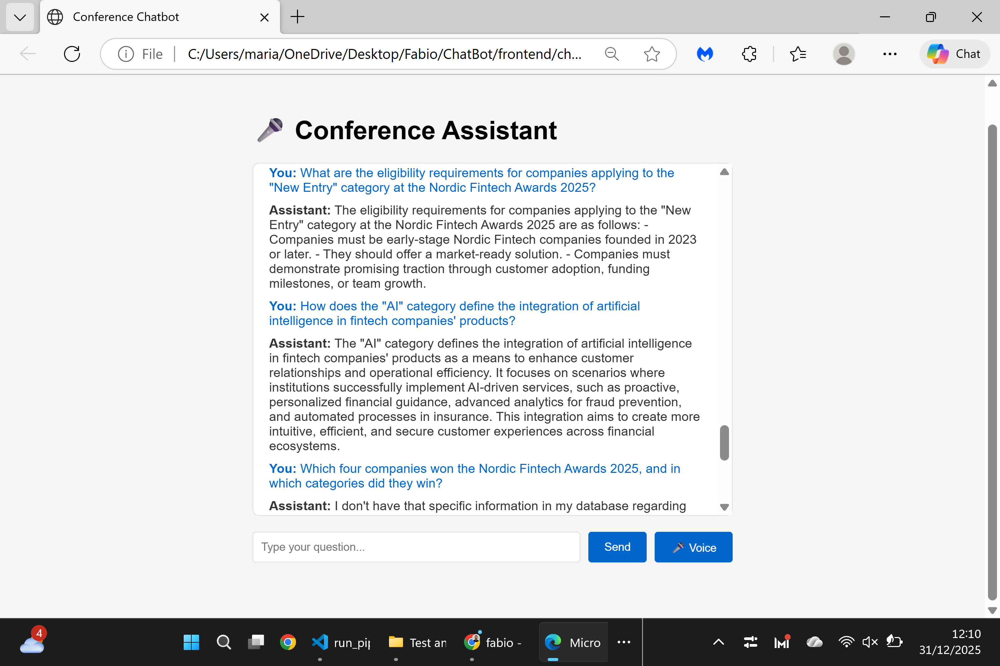 Conference Chatbot
File
C:/Users/maria/OneDrive/Desktop/Fabio/ChatBot/frontend/ch...
Chat
Conference Assistant
You: What are the eligibility requirements for companies applying to the
"New Entry" category at the Nordic Fintech Awards 2025?
Assistant: The eligibility requirements for companies applying to the "New
Entry" category at the Nordic Fintech Awards 2025 are as follows: -
Companies must be early-stage Nordic Fintech companies founded in 2023
or later. - They should offer a market-ready solution. - Companies must
demonstrate promising traction through customer adoption, funding
milestones, or team growth.
You: How does the "AI" category define the integration of artificial
intelligence in fintech companies' products?
Assistant: The "AI" category defines the integration of artificial intelligence
in fintech companies' products as a means to enhance customer
relationships and operational efficiency. It focuses on scenarios where
institutions successfully implement AI-driven services, such as proactive,
personalized financial guidance, advanced analytics for fraud prevention,
and automated processes in insurance. This integration aims to create more
intuitive, efficient, and secure customer experiences across financial
ecosystems.
You: Which four companies won the Nordic Fintech Awards 2025, and in
which categories did they win?
Assistant: I don't have that specific information in my database regarding
Type your question...
Send
Voice
4
run_pip
Test an
fabio -
Micro
12:10
31/12/2025